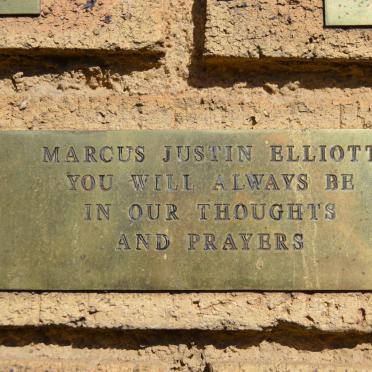 MARCUS JUSTIN ELLIOTT
YOU WILL ALWAYS BE
IN OUR THOUGHTS
AND PRAYERS